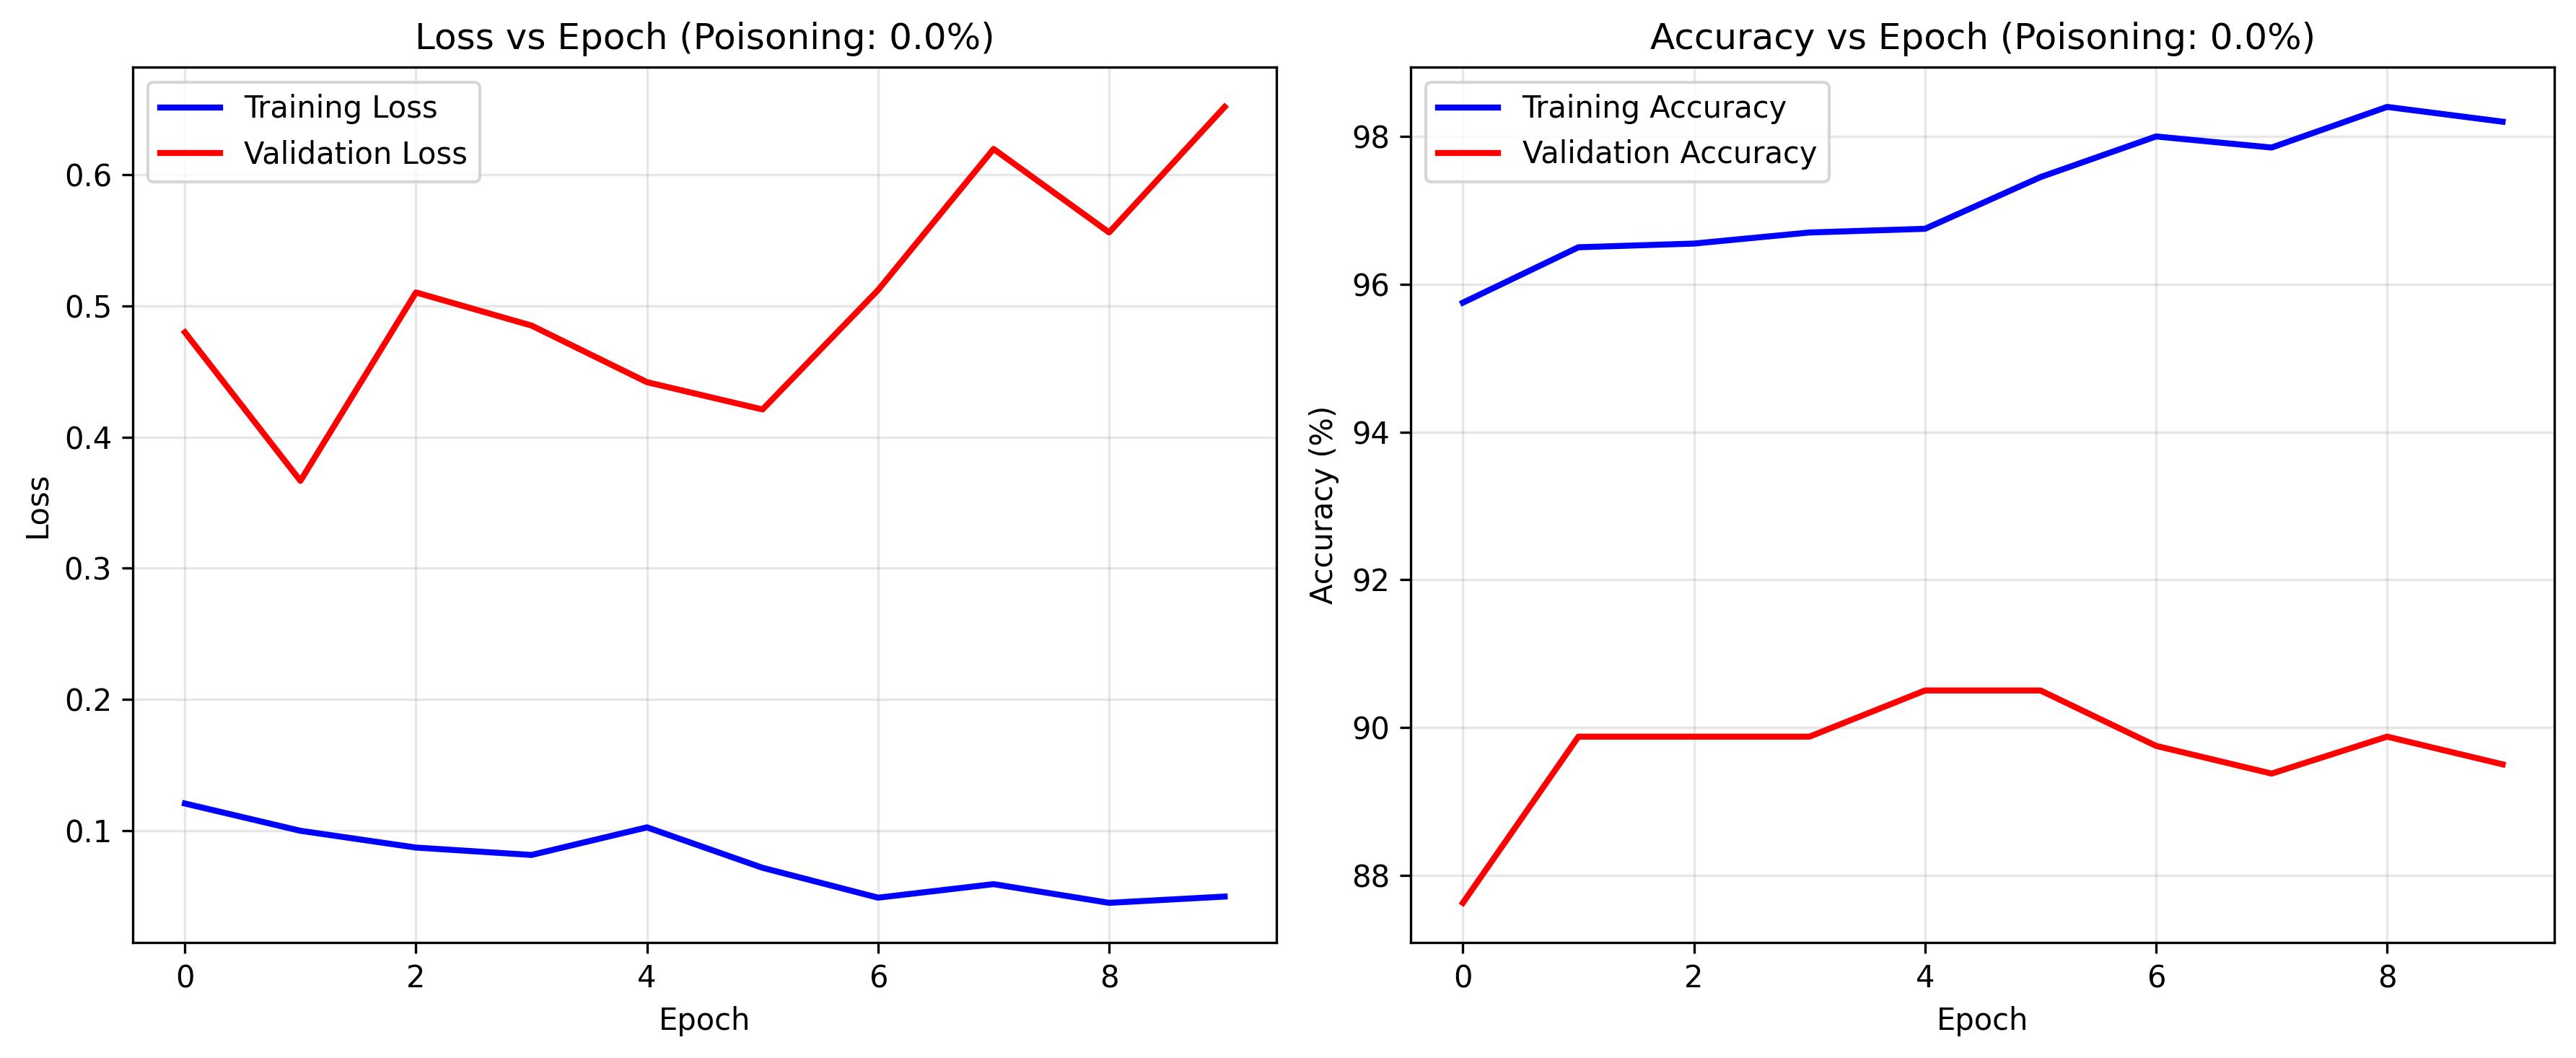 Loss vs Epoch (Poisoning: 0.0%)
Training Loss
Validation Loss
0.6
0.5
0.4
0.3
0.2
0.1
Loss
0 2 4 6 8
Epoch
Accuracy vs Epoch (Poisoning: 0.0%)
Training Accuracy
Validation Accuracy
98
96
94
92
90
88
Accuracy (%)
0 2 4 6 8
Epoch